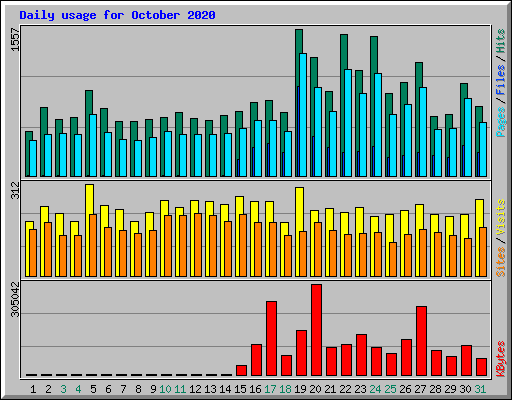 Daily usage for October 2020
1557
Pages / Files / Hits
312
Sites / Visits
305042
KBytes
1 2 3 4 5 6 7 8 9 10 11 12 13 14 15 16 17 18 19 20 21 22 23 24 25 26 27 28 29 30 31